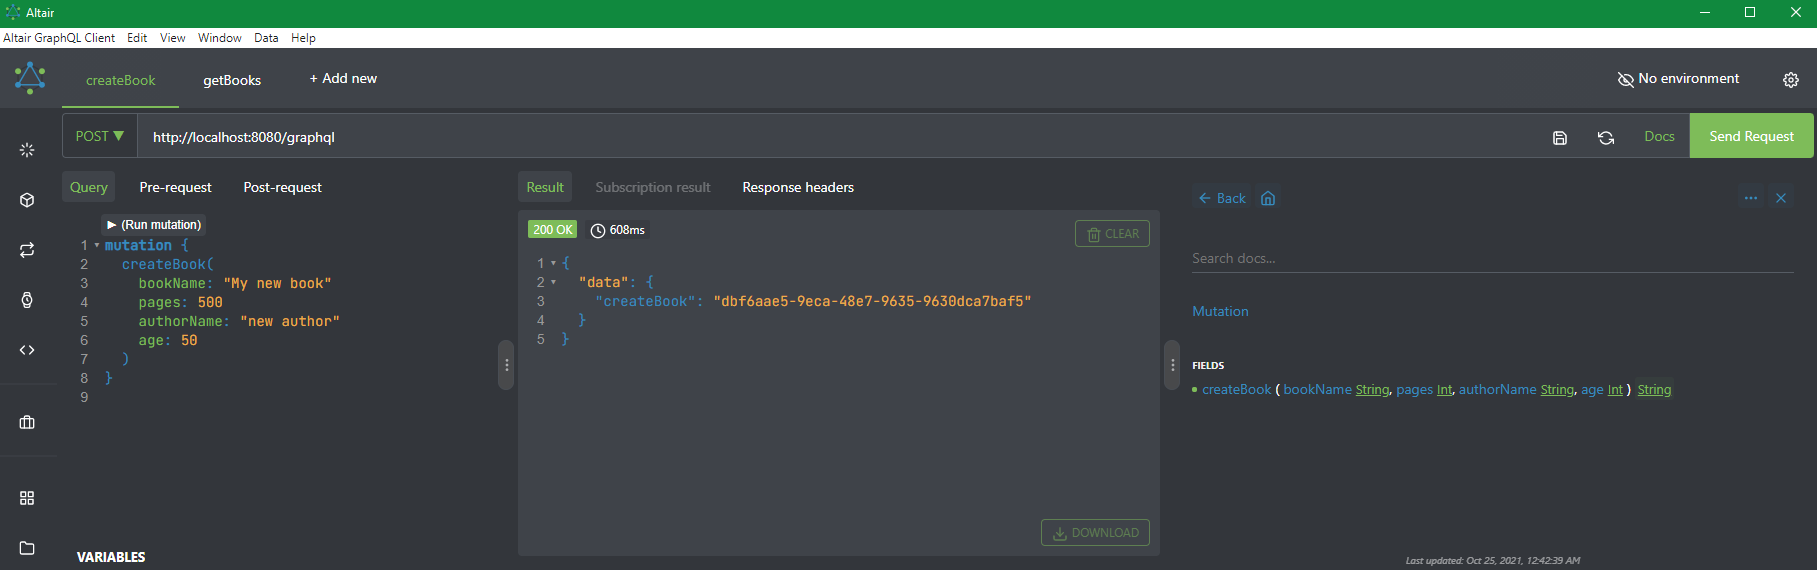 Altair
Altair GraphQL Client Edit View Window Data Help
createBook getBooks + Add new No environment
POST ▼ http://localhost:8080/graphql Docs Send Request
Query Pre-request Post-request
▶ (Run mutation)
1 ▾ mutation {
2 createBook(
3 bookName: "My new book"
4 pages: 500
5 authorName: "new author"
6 age: 50
7 )
8 }
9
VARIABLES
Result Subscription result Response headers
200 OK 608ms CLEAR
1 ▾ {
2 ▾ "data": {
3 "createBook": "dbf6aae5-9eca-48e7-9635-9630dca7baf5"
4 }
5 }
DOWNLOAD
← Back
Search docs...
Mutation
FIELDS
createBook ( bookName String, pages Int, authorName String, age Int ) String
Last updated: Oct 25, 2021, 12:42:39 AM